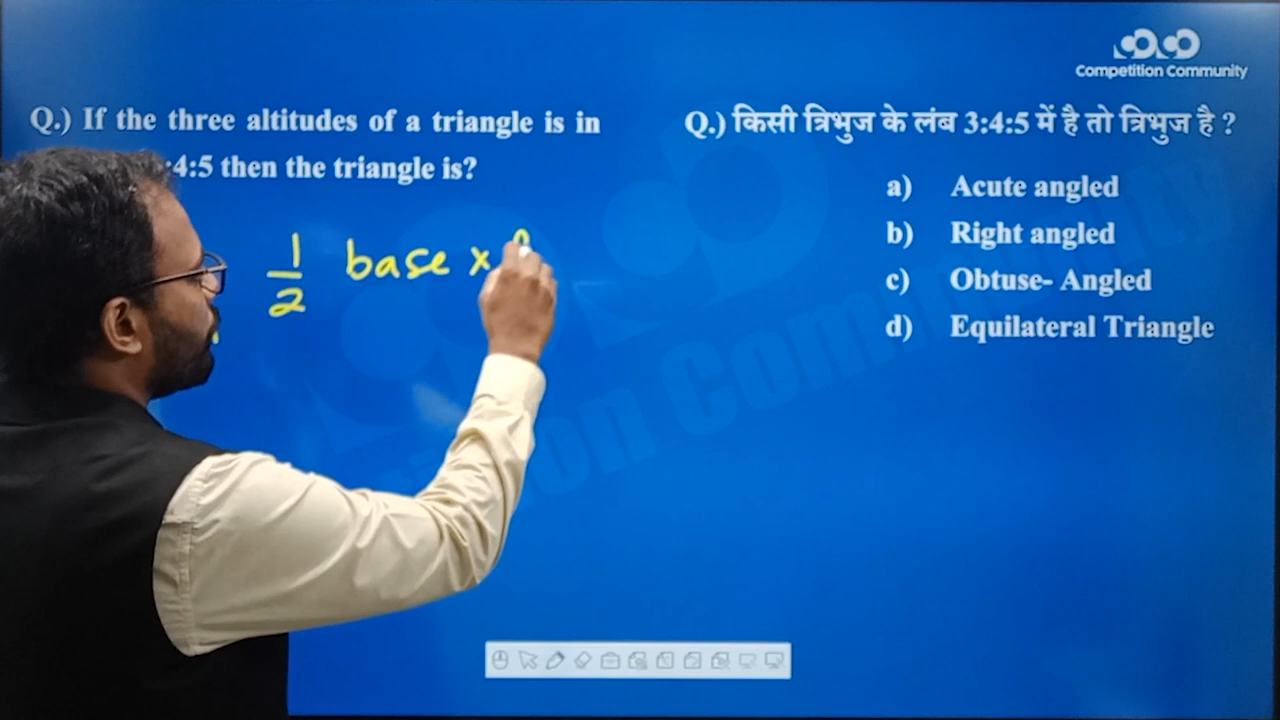 Competition Community
Q.) If the three altitudes of a triangle is in
:4:5 then the triangle is?
1
2
base ×
Q.) किसी त्रिभुज के लंब 3:4:5 में है तो त्रिभुज है ?
a) Acute angled
b) Right angled
c) Obtuse- Angled
d) Equilateral Triangle